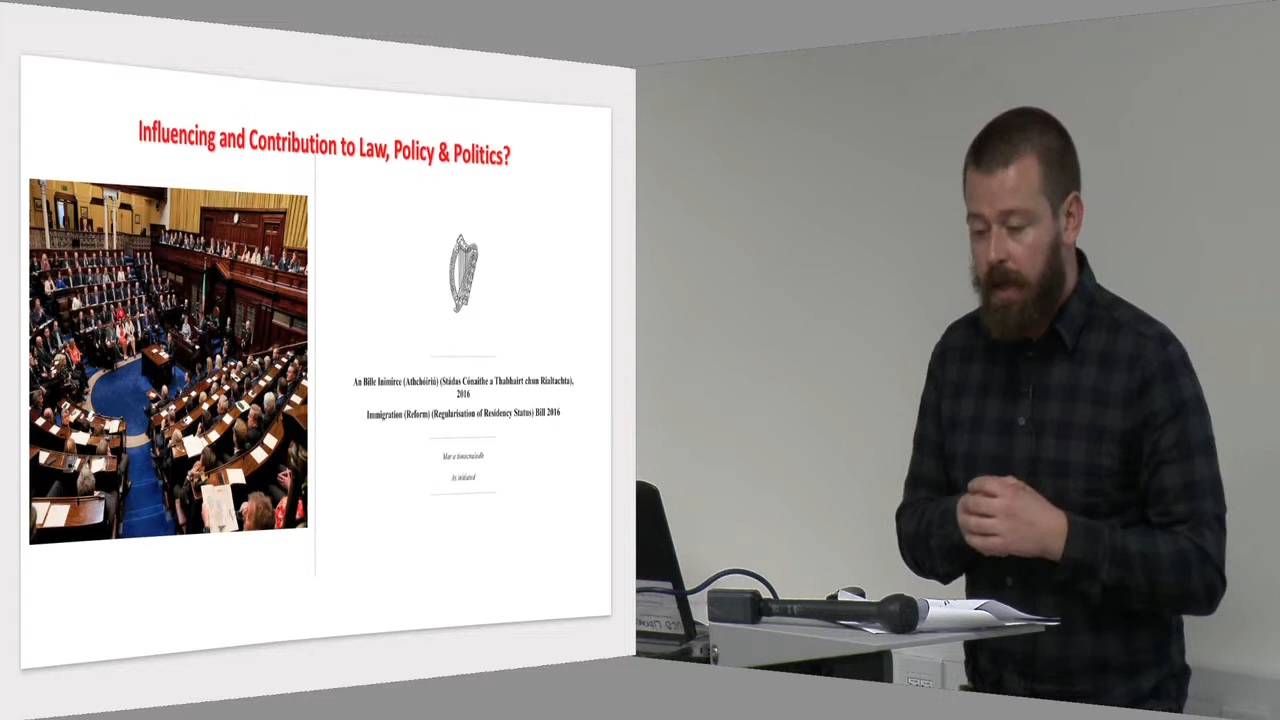 Influencing and Contribution to Law, Policy & Politics?
An Bille Inimirce (Athchóiriú) (Stádas Cónaithe a Thabhairt chun Rialtachta),
2016
Immigration (Reform) (Regularisation of Residency Status) Bill 2016
Mar a tionscnaíodh
As initiated
UCD